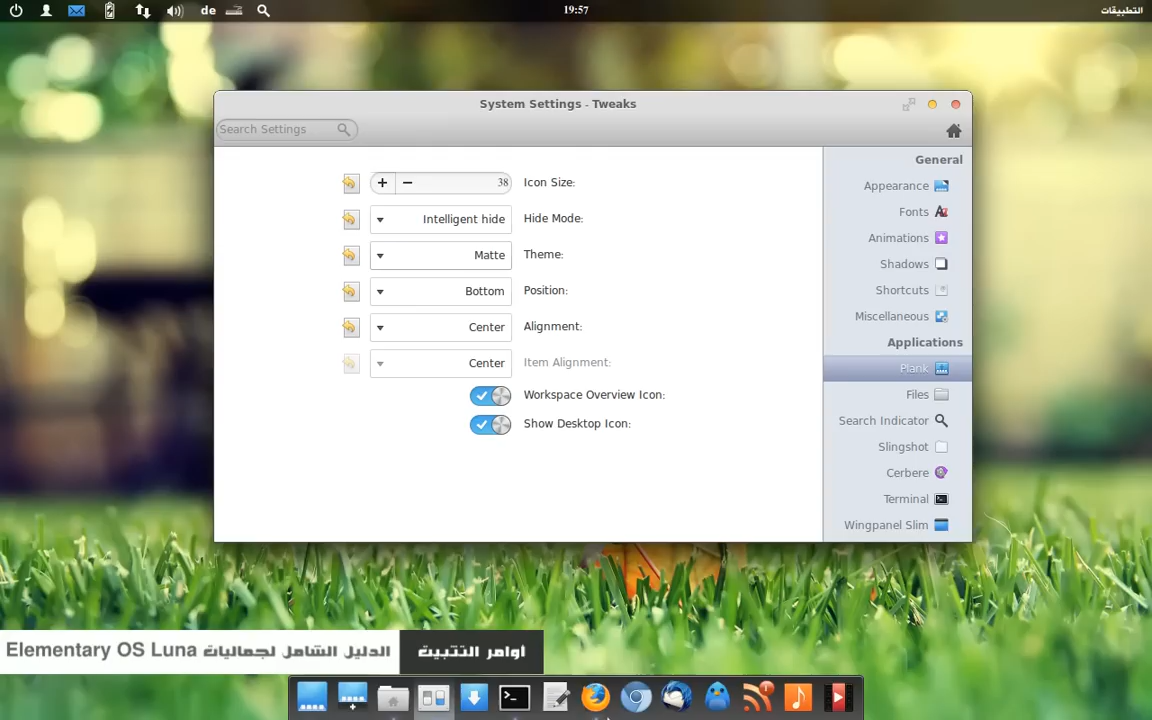 de
19:57
التطبيقات
System Settings - Tweaks
Search Settings
38 Icon Size:
Intelligent hide Hide Mode:
Matte Theme:
Bottom Position:
Center Alignment:
Center Item Alignment:
Workspace Overview Icon:
Show Desktop Icon:
General
Appearance
Fonts
Animations
Shadows
Shortcuts
Miscellaneous
Applications
Plank
Files
Search Indicator
Slingshot
Cerbere
Terminal
Wingpanel Slim
الدليل الشامل لجماليات Elementary OS Luna
أوامر التتبيت